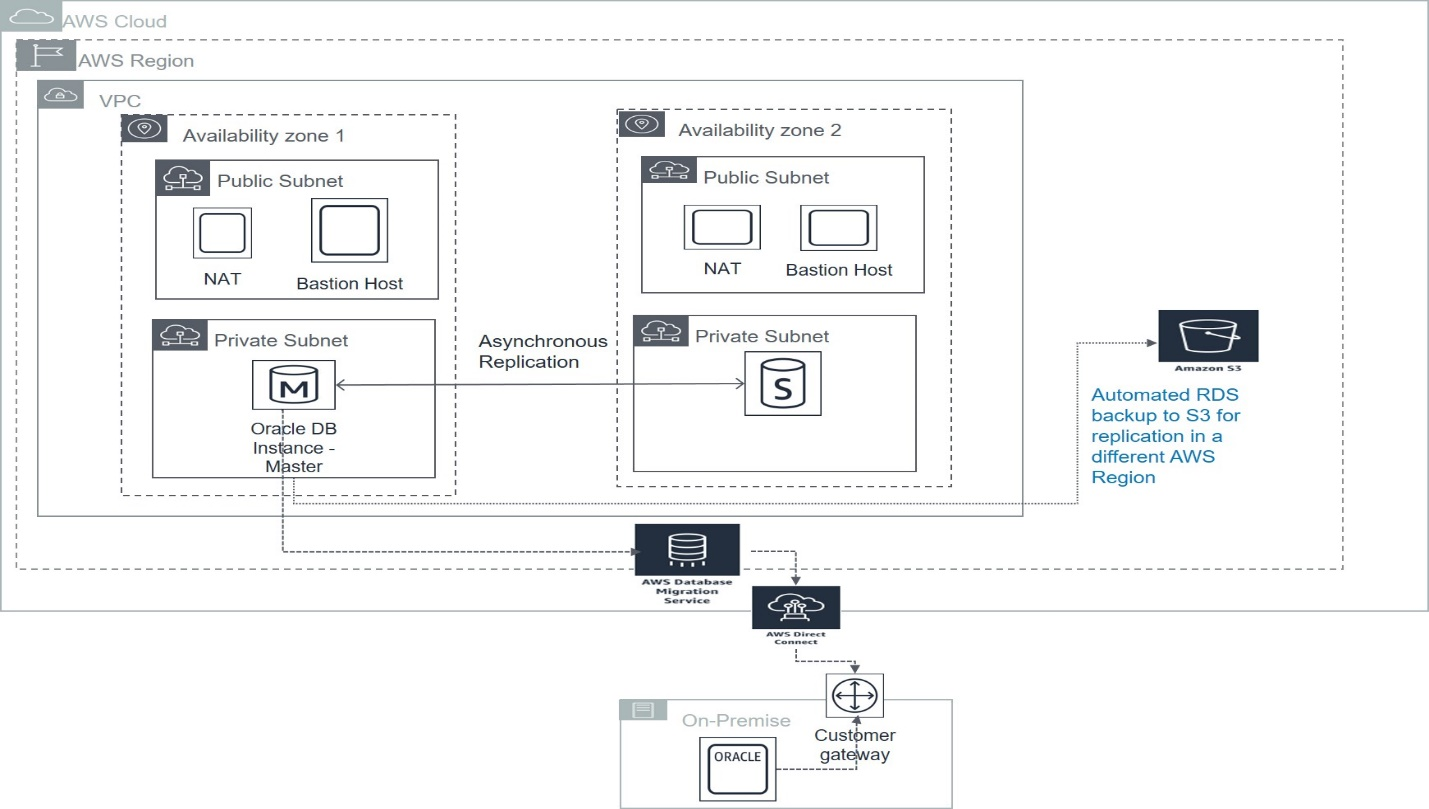 AWS Cloud
AWS Region
VPC
Availability zone 1
Public Subnet
NAT
Bastion Host
Private Subnet
M
Oracle DB
Instance -
Master
Asynchronous
Replication
Availability zone 2
Public Subnet
NAT
Bastion Host
Private Subnet
S
Amazon S3
Automated RDS
backup to S3 for
replication in a
different AWS
Region
AWS Database
Migration
Service
AWS Direct
Connect
On-Premise
ORACLE
Customer
gateway